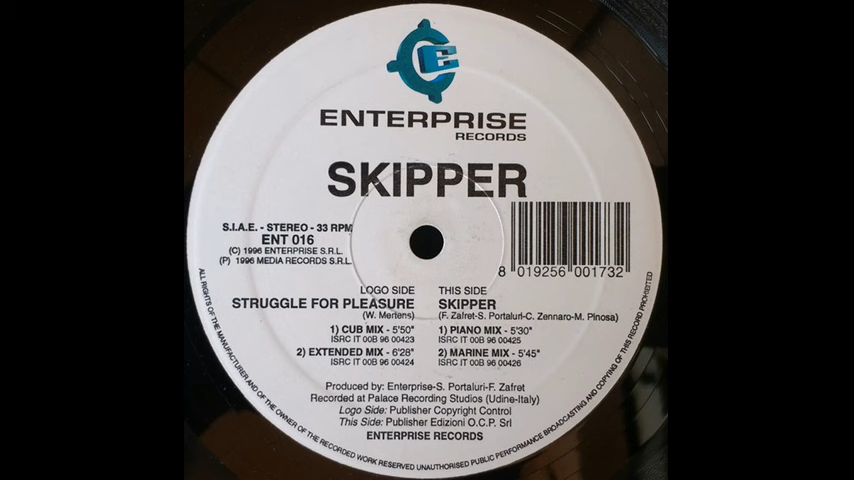 E
ENTERPRISE
RECORDS
SKIPPER
S.I.A.E. - STEREO - 33 RPM
ENT 016
(C) 1996 ENTERPRISE S.R.L.
(P) 1996 MEDIA RECORDS S.R.L.
8 019256 001732
LOGO SIDE
STRUGGLE FOR PLEASURE
(W. Mertens)
1) CUB MIX - 5'50"
ISRC IT 00B 96 00423
2) EXTENDED MIX - 6'28"
ISRC IT 00B 96 00424
THIS SIDE
SKIPPER
(F. Zafret-S. Portaluri-C. Zennaro-M. Pinosa)
1) PIANO MIX - 5'30"
ISRC IT 00B 96 00425
2) MARINE MIX - 5'45"
ISRC IT 00B 96 00426
Produced by: Enterprise-S. Portaluri-F. Zafret
Recorded at Palace Recording Studios (Udine-Italy)
Logo Side: Publisher Copyright Control
This Side: Publisher Edizioni O.C.P. Srl
ENTERPRISE RECORDS
ALL RIGHTS OF THE MANUFACTURER AND OF THE OWNER OF THE RECORDED WORK RESERVED UNAUTHORISED PUBLIC PERFORMANCE BROADCASTING AND COPYING OF THIS RECORD PROHIBITED